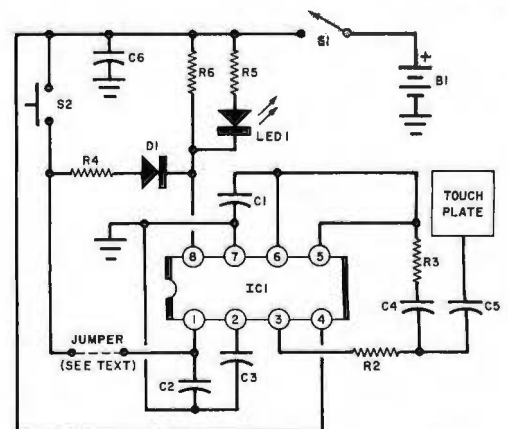 S1
C6
R6
R5
+
B1
S2
LED1
D1
R4
C1
TOUCH
PLATE
8
7
6
5
R3
IC1
C4
C5
1
2
3
4
JUMPER
(SEE TEXT)
R2
C3
C2